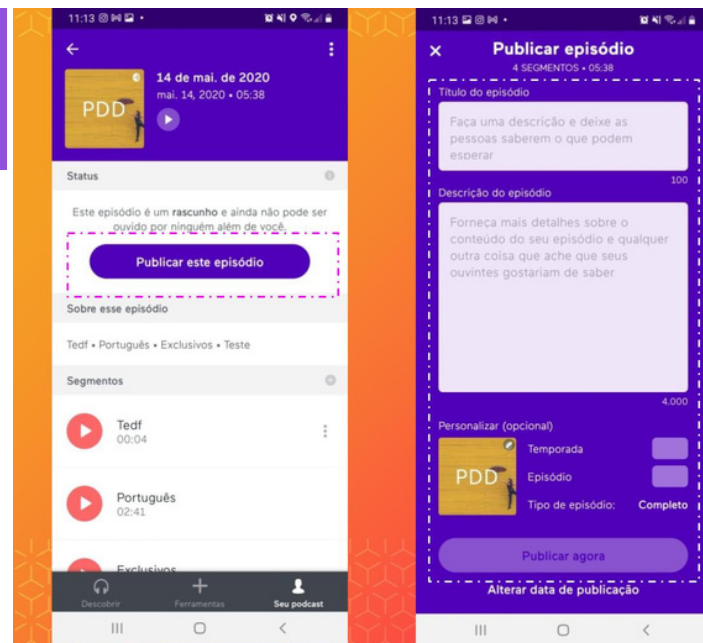 11:13
14 de mai. de 2020
mai. 14, 2020 • 05:38
PDD
Status
Este episódio é um rascunho e ainda não pode ser
ouvido por ninguém além de você.
Publicar este episódio
Sobre esse episódio
Tedf • Português • Exclusivos • Teste
Segmentos
Tedf
00:04
Português
02:41
Exclusivos
Descobrir
Ferramentas
Seu podcast
11:13
Publicar episódio
4 SEGMENTOS • 05:38
Título do episódio
Faça uma descrição e deixe as
pessoas saberem o que podem
esperar
100
Descrição do episódio
Forneça mais detalhes sobre o
conteúdo do seu episódio e qualquer
outra coisa que ache que seus
ouvintes gostariam de saber
4.000
Personalizar (opcional)
PDD
Temporada
Episódio
Tipo de episódio: Completo
Publicar agora
Alterar data de publicação